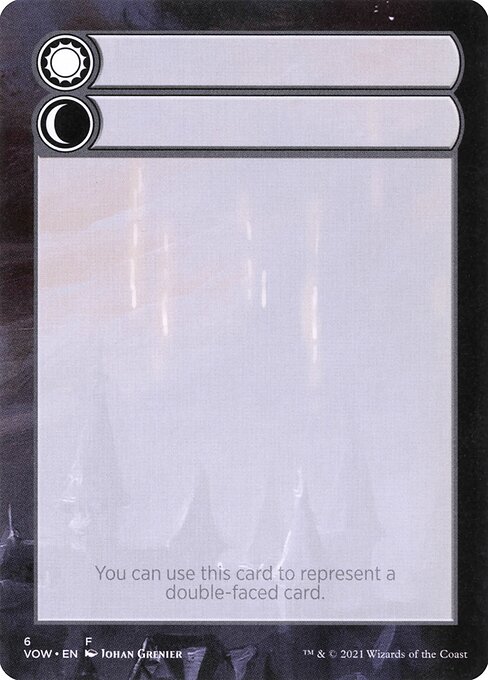 You can use this card to represent a
double-faced card.
6 F
VOW • EN Johan Grenier
™ & © 2021 Wizards of the Coast